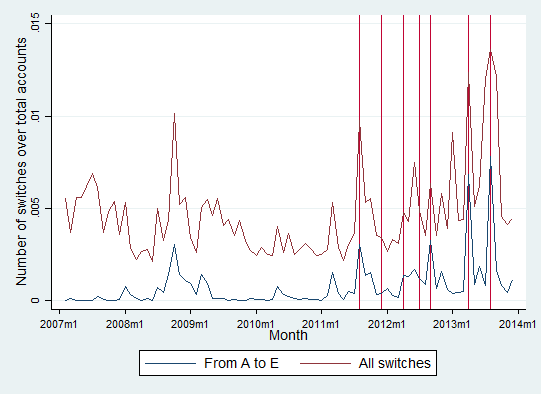 Number of switches over total accounts
.015
.01
.005
0
2007m1 2008m1 2009m1 2010m1 2011m1 2012m1 2013m1 2014m1
Month
From A to E All switches